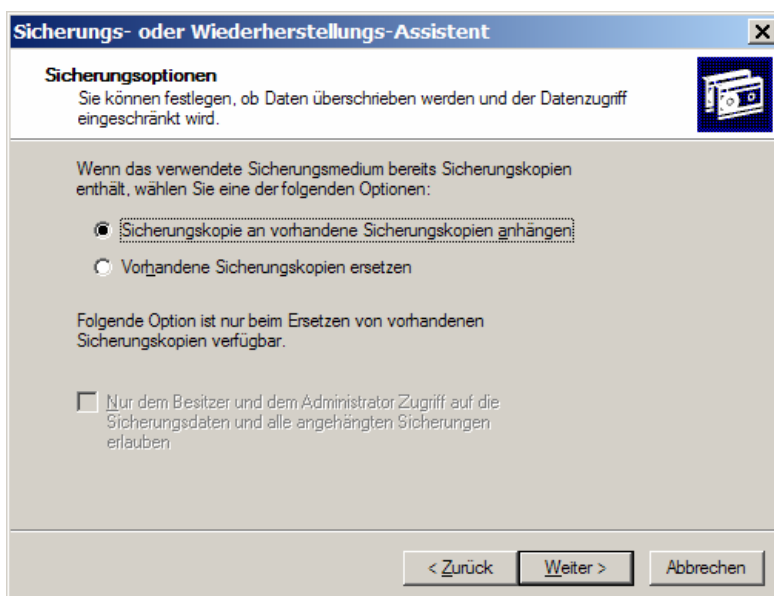 Sicherungs- oder Wiederherstellungs-Assistent
Sicherungsoptionen
Sie können festlegen, ob Daten überschrieben werden und der Datenzugriff
eingeschränkt wird.
Wenn das verwendete Sicherungsmedium bereits Sicherungskopien
enthält, wählen Sie eine der folgenden Optionen:
Sicherungskopie an vorhandene Sicherungskopien anhängen
Vorhandene Sicherungskopien ersetzen
Folgende Option ist nur beim Ersetzen von vorhandenen
Sicherungskopien verfügbar.
Nur dem Besitzer und dem Administrator Zugriff auf die
Sicherungsdaten und alle angehängten Sicherungen
erlauben
< Zurück Weiter > Abbrechen